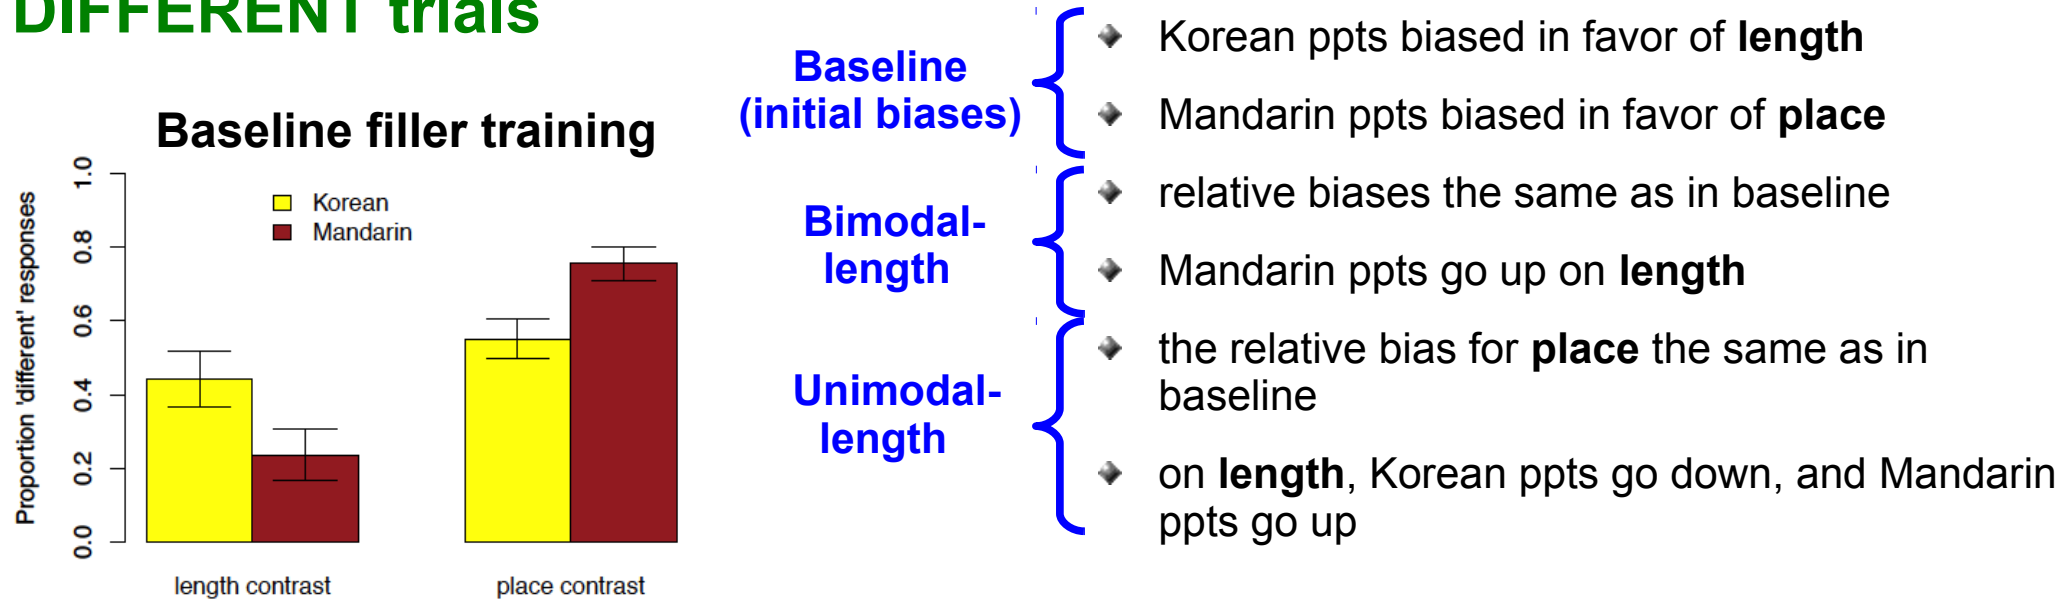 DIFFERENT trials
Baseline filler training
Proportion 'different' responses
1.0
0.8
0.6
0.4
0.2
0.0
Korean
Mandarin
length contrast
place contrast
Baseline
(initial biases)
Korean ppts biased in favor of length
Mandarin ppts biased in favor of place
Bimodal-
length
relative biases the same as in baseline
Mandarin ppts go up on length
Unimodal-
length
the relative bias for place the same as in
baseline
on length, Korean ppts go down, and Mandarin
ppts go up